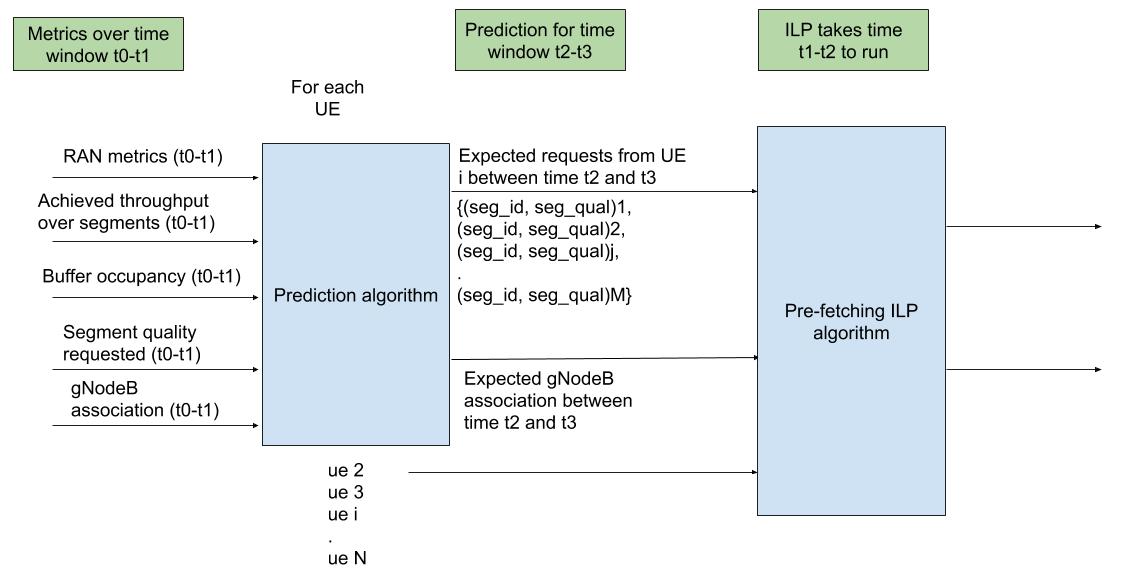 Metrics over time
window t0-t1
Prediction for time
window t2-t3
ILP takes time
t1-t2 to run
For each
UE
RAN metrics (t0-t1)
Achieved throughput
over segments (t0-t1)
Buffer occupancy (t0-t1)
Segment quality
requested (t0-t1)
gNodeB
association (t0-t1)
Prediction algorithm
Expected requests from UE
i between time t2 and t3
{(seg_id, seg_qual)1,
(seg_id, seg_qual)2,
(seg_id, seg_qual)j,
.
(seg_id, seg_qual)M}
Expected gNodeB
association between
time t2 and t3
Pre-fetching ILP
algorithm
ue 2
ue 3
ue i
.
ue N